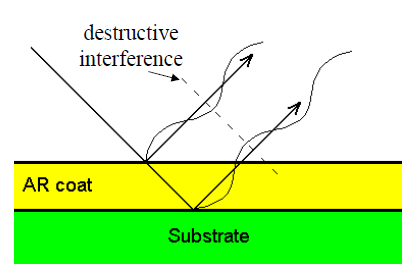 destructive
interference
AR coat
Substrate